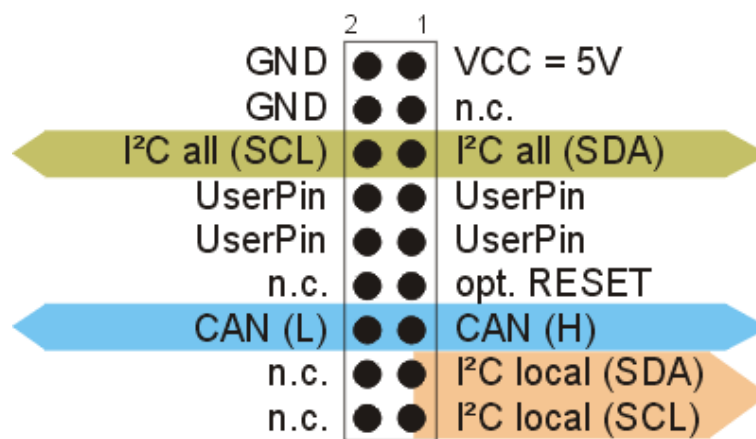 2 1
GND VCC = 5V
GND n.c.
I²C all (SCL) I²C all (SDA)
UserPin UserPin
UserPin UserPin
n.c. opt. RESET
CAN (L) CAN (H)
n.c. I²C local (SDA)
n.c. I²C local (SCL)